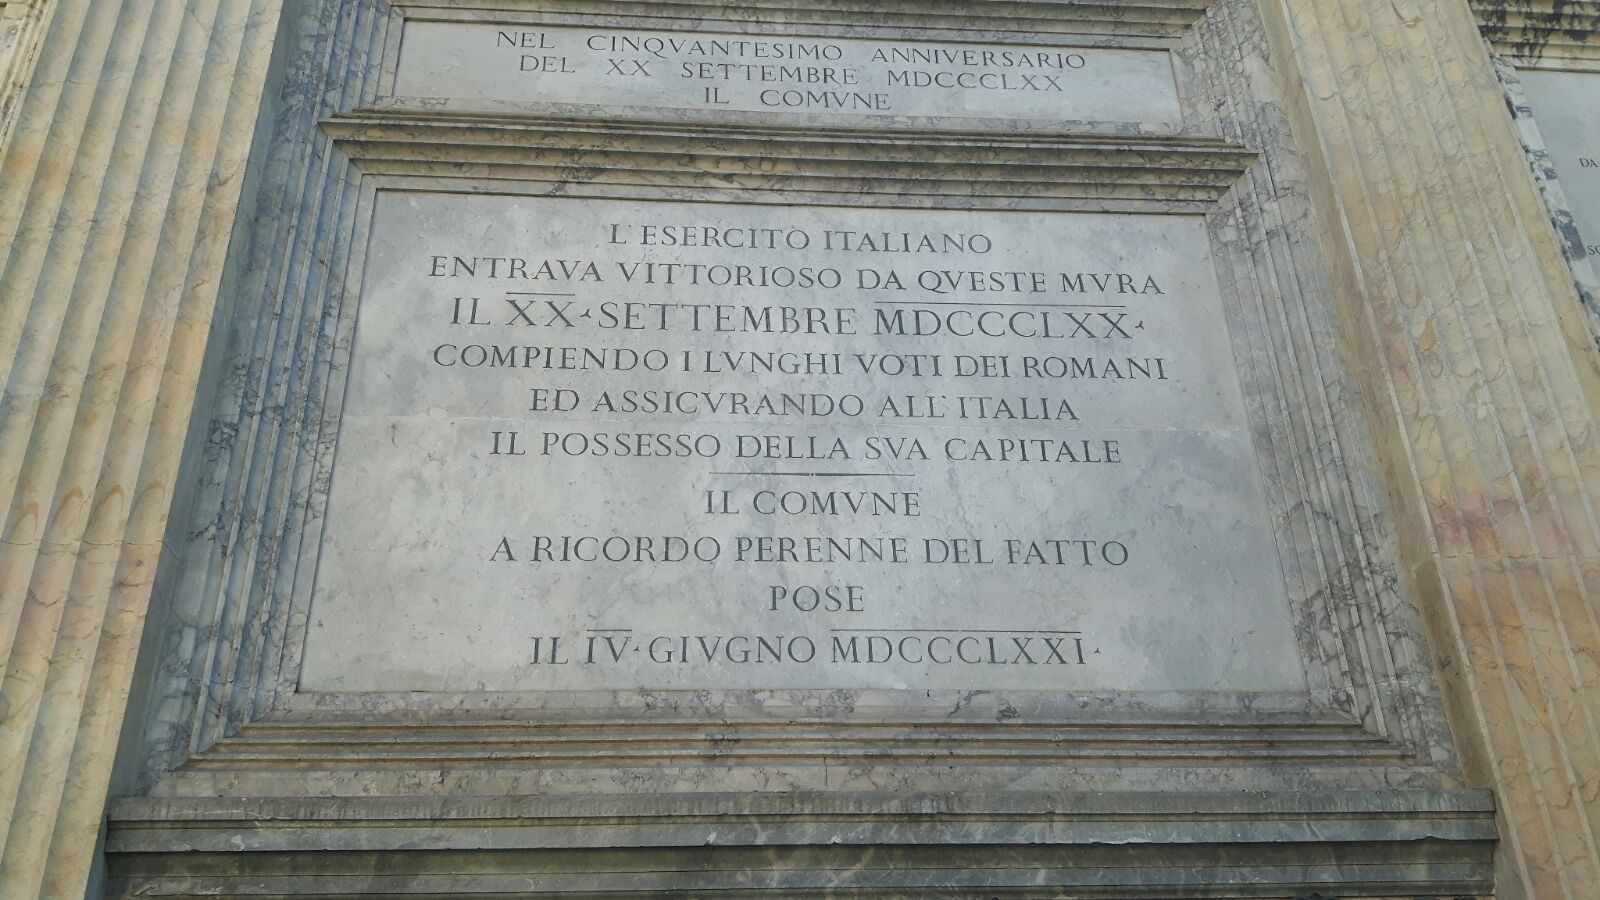 NEL CINQVANTESIMO ANNIVERSARIO
DEL XX SETTEMBRE MDCCCLXX
IL COMVNE
L'ESERCITO ITALIANO
ENTRAVA VITTORIOSO DA QVESTE MVRA
IL XX · SETTEMBRE MDCCCLXX ·
COMPIENDO I LVNGHI VOTI DEI ROMANI
ED ASSICVRANDO ALL'ITALIA
IL POSSESSO DELLA SVA CAPITALE
IL COMVNE
A RICORDO PERENNE DEL FATTO
POSE
IL IV · GIVGNO MDCCCLXXI ·
DA